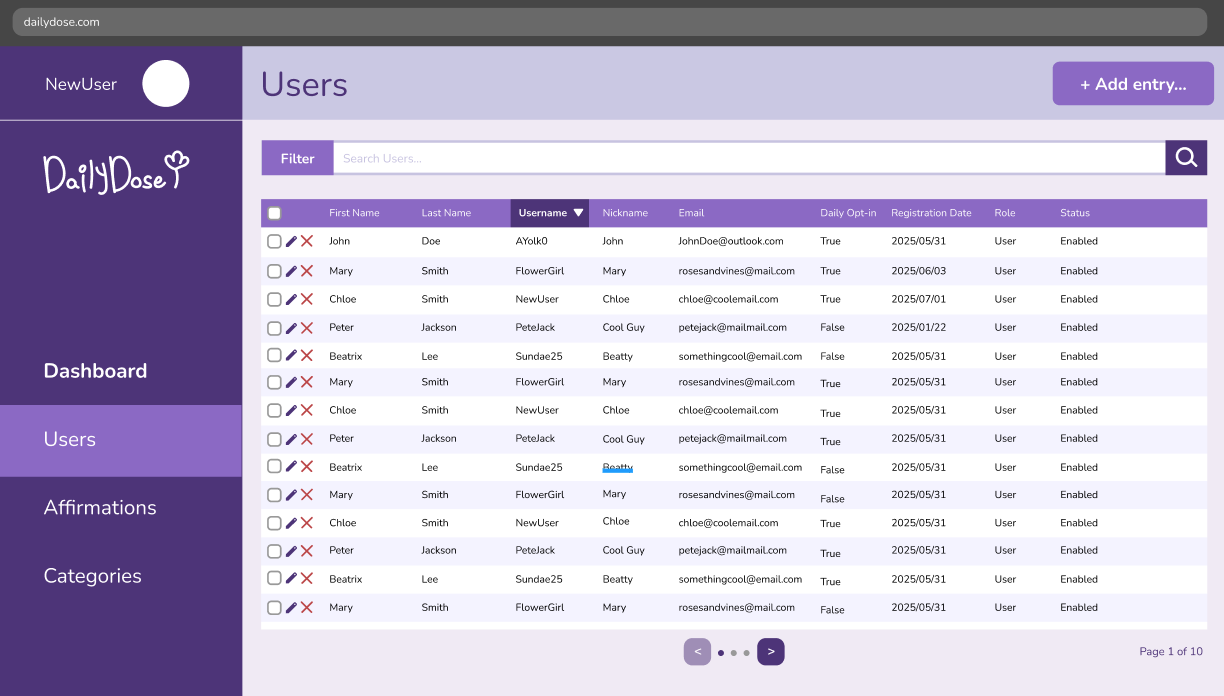 dailydose.com
NewUser
DailyDose
Dashboard
Users
Affirmations
Categories
Users
+ Add entry...
Filter Search Users...
First Name Last Name Username ▼ Nickname Email Daily Opt-in Registration Date Role Status
John Doe AYolk0 John JohnDoe@outlook.com True 2025/05/31 User Enabled
Mary Smith FlowerGirl Mary rosesandvines@mail.com True 2025/06/03 User Enabled
Chloe Smith NewUser Chloe chloe@coolemail.com True 2025/07/01 User Enabled
Peter Jackson PeteJack Cool Guy petejack@mailmail.com False 2025/01/22 User Enabled
Beatrix Lee Sundae25 Beatty somethingcool@email.com False 2025/05/31 User Enabled
Mary Smith FlowerGirl Mary rosesandvines@mail.com True 2025/05/31 User Enabled
Chloe Smith NewUser Chloe chloe@coolemail.com True 2025/05/31 User Enabled
Peter Jackson PeteJack Cool Guy petejack@mailmail.com True 2025/05/31 User Enabled
Beatrix Lee Sundae25 Beatty somethingcool@email.com False 2025/05/31 User Enabled
Mary Smith FlowerGirl Mary rosesandvines@mail.com False 2025/05/31 User Enabled
Chloe Smith NewUser Chloe chloe@coolemail.com True 2025/05/31 User Enabled
Peter Jackson PeteJack Cool Guy petejack@mailmail.com True 2025/05/31 User Enabled
Beatrix Lee Sundae25 Beatty somethingcool@email.com True 2025/05/31 User Enabled
Mary Smith FlowerGirl Mary rosesandvines@mail.com False 2025/05/31 User Enabled
< >
Page 1 of 10